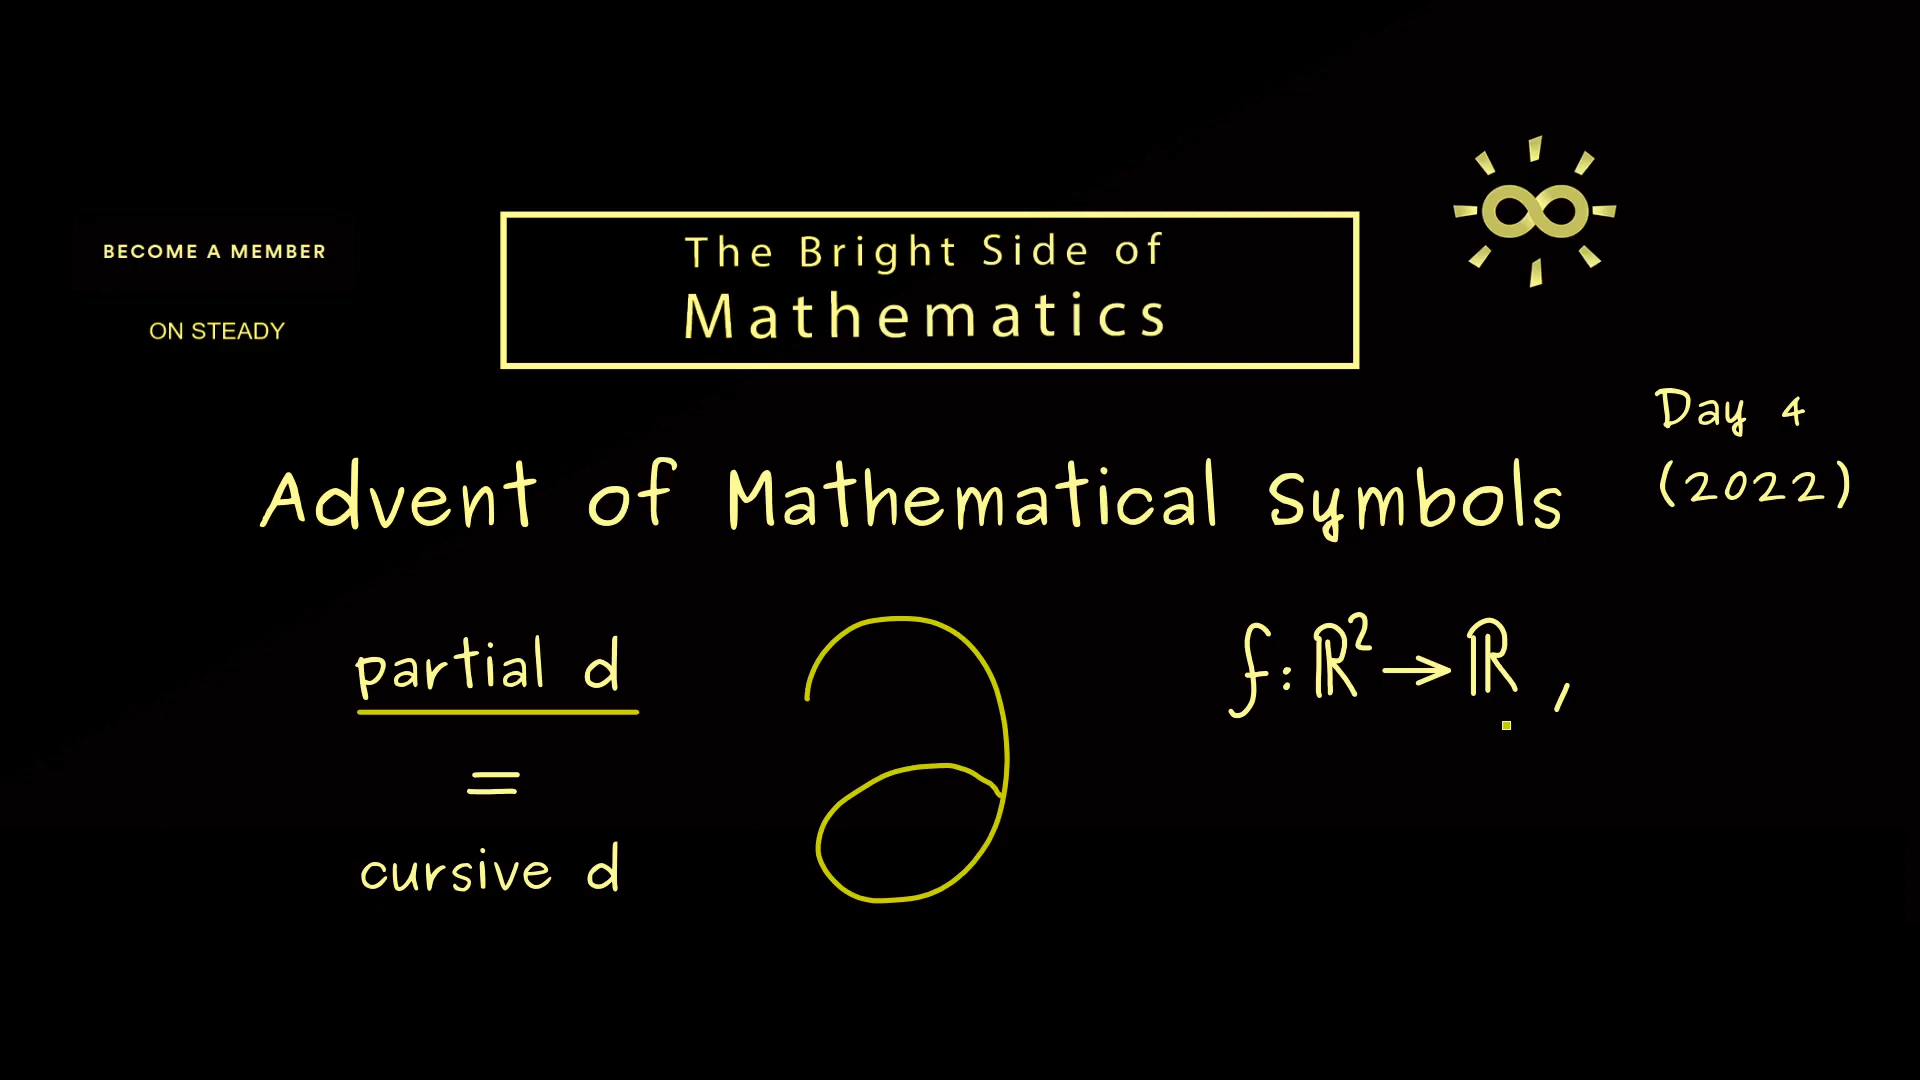 BECOME A MEMBER
ON STEADY
The Bright Side of
Mathematics
Day 4
(2022)
Advent of Mathematical Symbols
partial d
=
cursive d
∂
f: ℝ² → ℝ ,